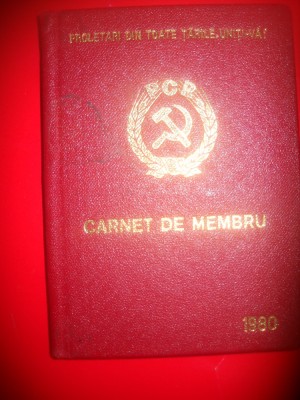 PROLETARI DIN TOATE ȚĂRILE, UNIȚI-VĂ!
PCR
CARNET DE MEMBRU
1980